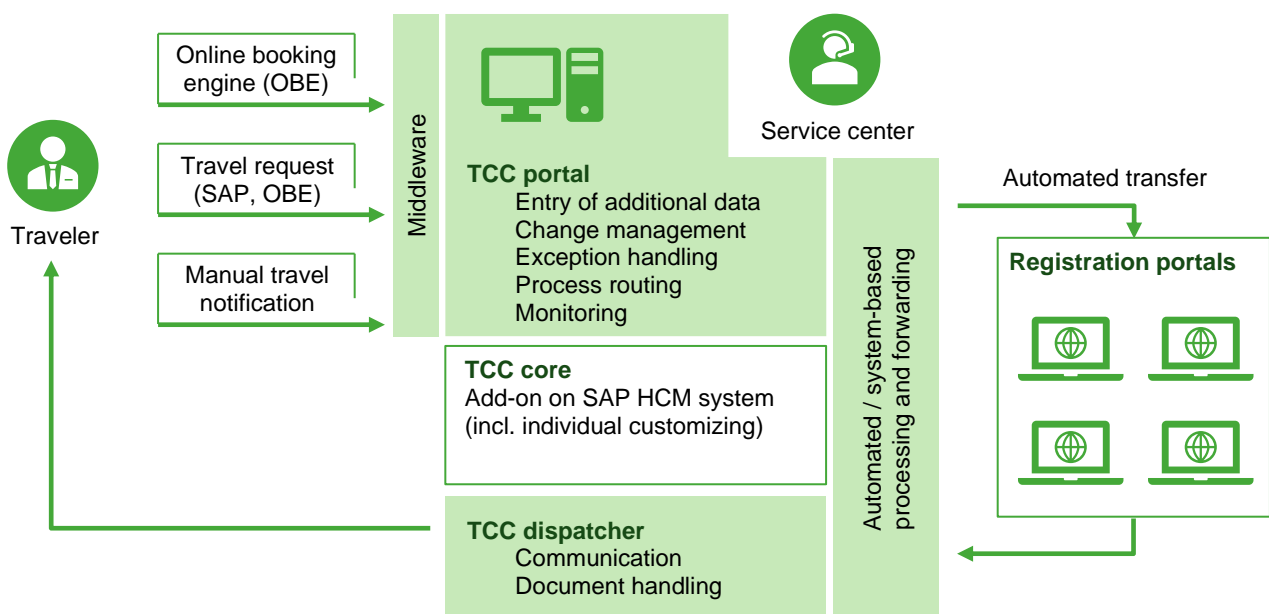 Online booking
engine (OBE)
Travel request
(SAP, OBE)
Manual travel
notification
Traveler
Middleware
Service center
TCC portal
Entry of additional data
Change management
Exception handling
Process routing
Monitoring
TCC core
Add-on on SAP HCM system
(incl. individual customizing)
TCC dispatcher
Communication
Document handling
Automated / system-based
processing and forwarding
Automated transfer
Registration portals